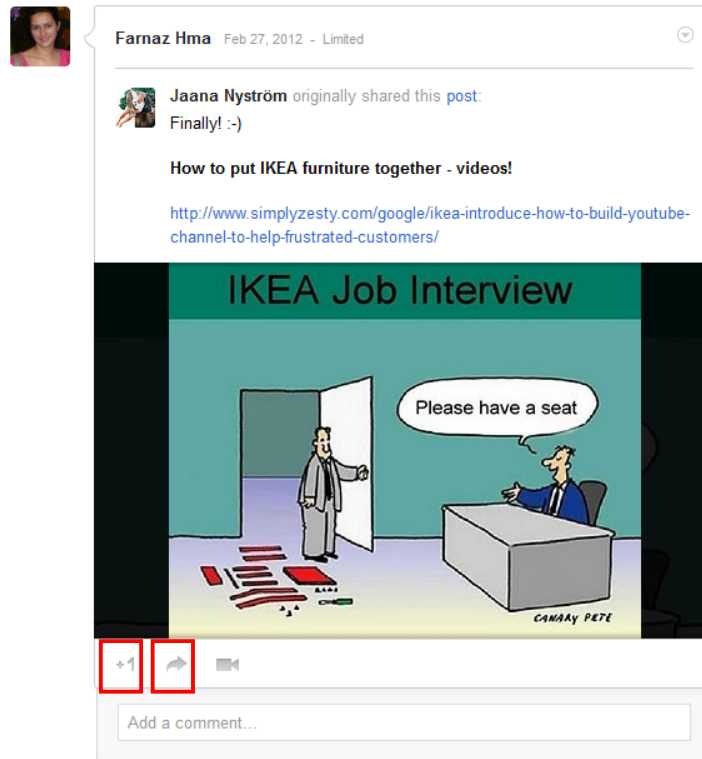 Farnaz Hma Feb 27, 2012 - Limited
Jaana Nyström originally shared this post:
Finally! :-)
How to put IKEA furniture together - videos!
http://www.simplyzesty.com/google/ikea-introduce-how-to-build-youtube-
channel-to-help-frustrated-customers/
IKEA Job Interview
Please have a seat
CANARY PETE
+1
Add a comment...